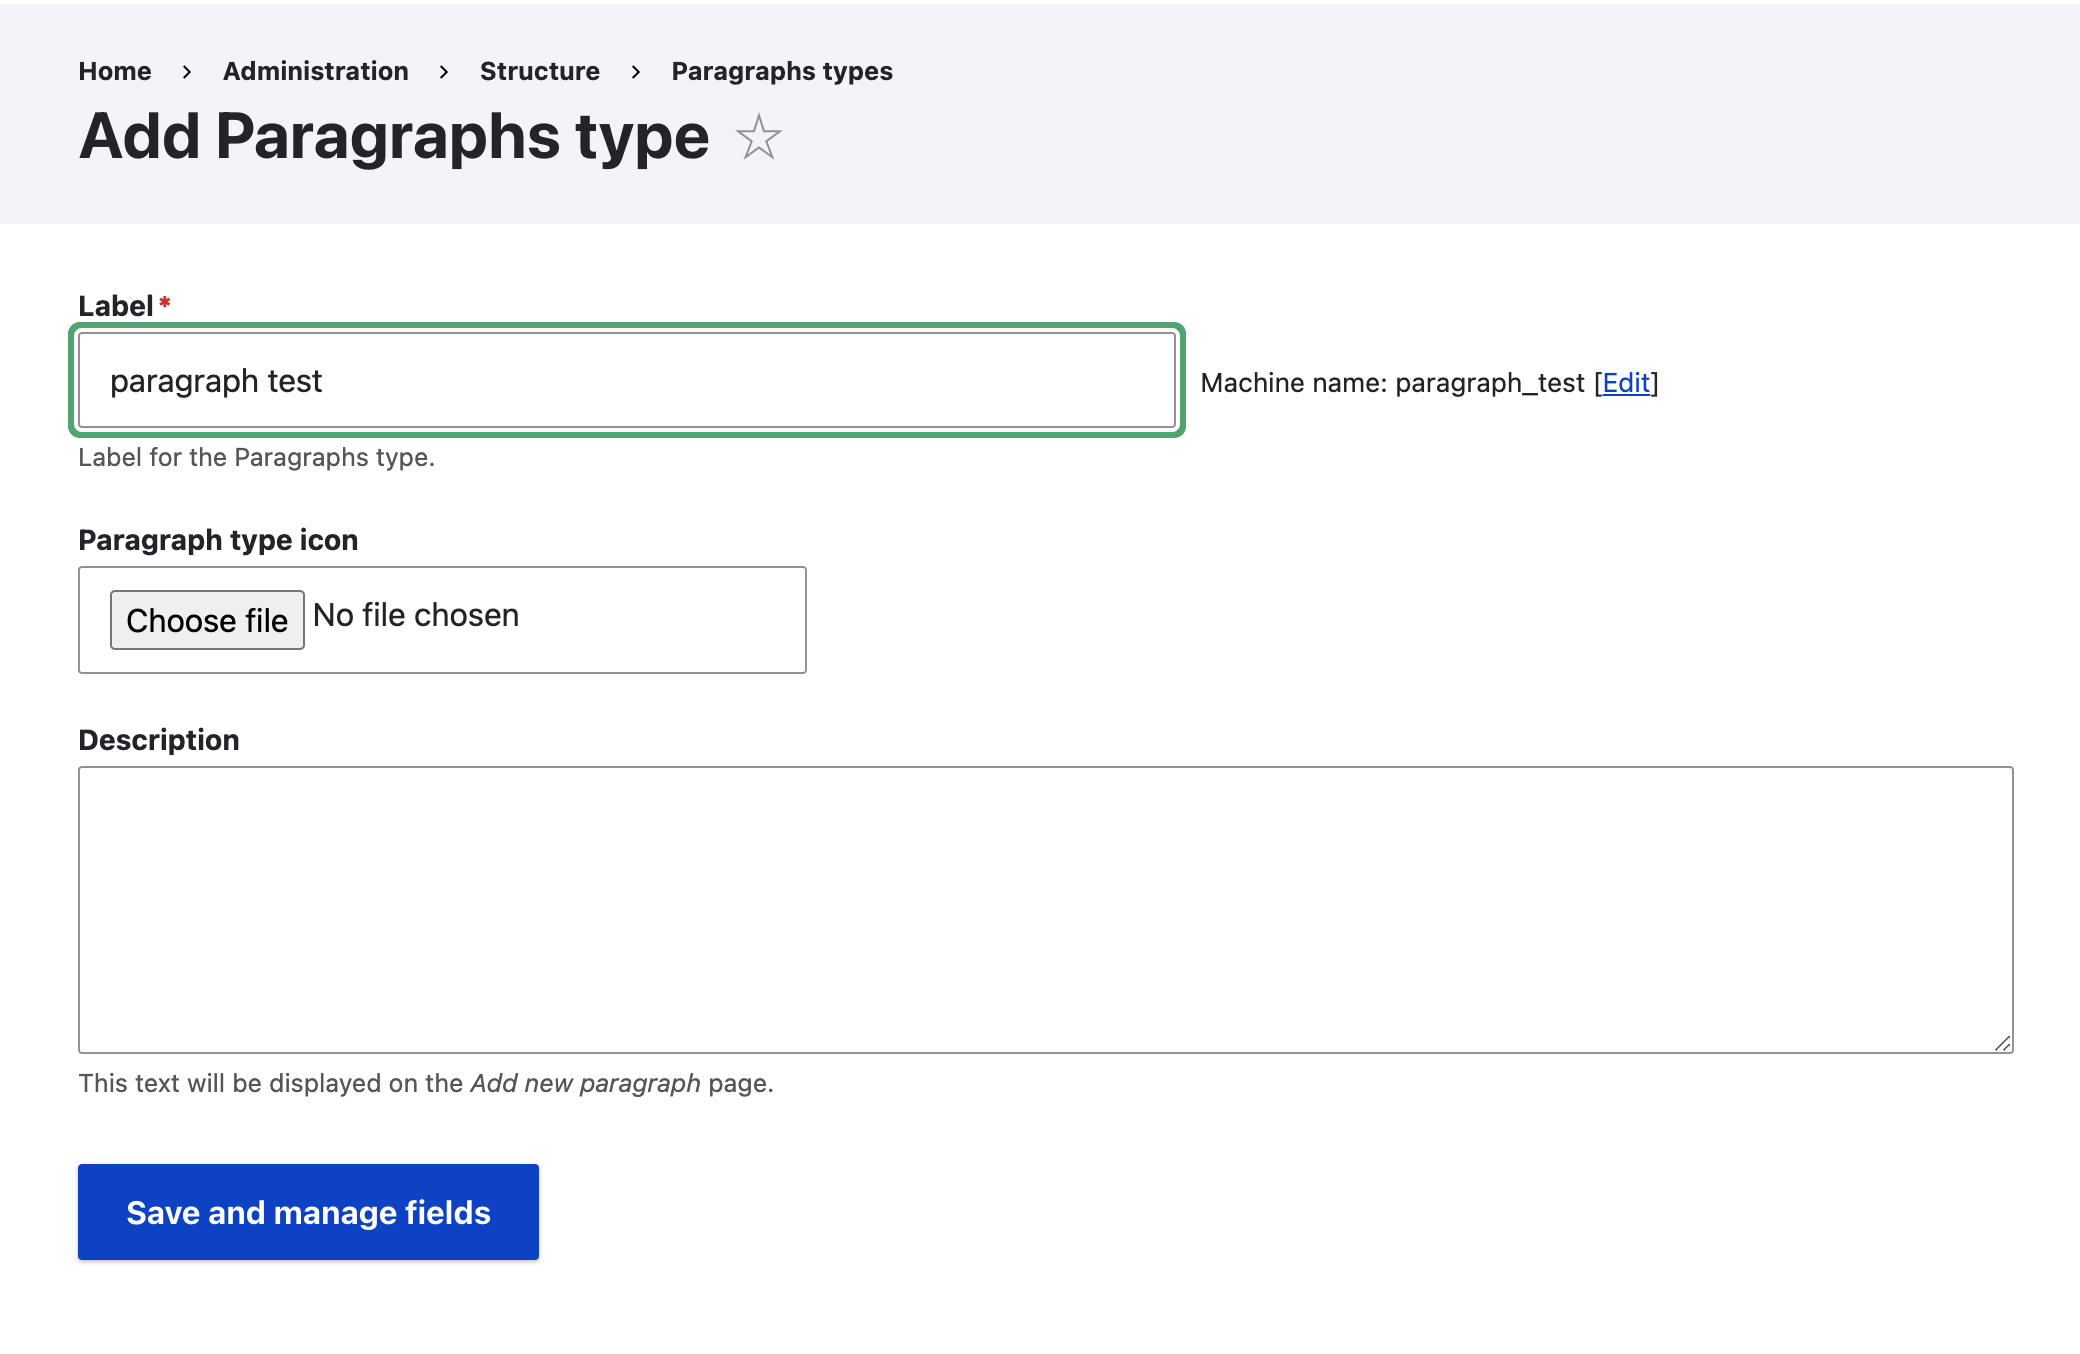 Home > Administration > Structure > Paragraphs types
Add Paragraphs type
Label*
paragraph test
Machine name: paragraph_test [Edit]
Label for the Paragraphs type.
Paragraph type icon
Choose file No file chosen
Description
This text will be displayed on the Add new paragraph page.
Save and manage fields